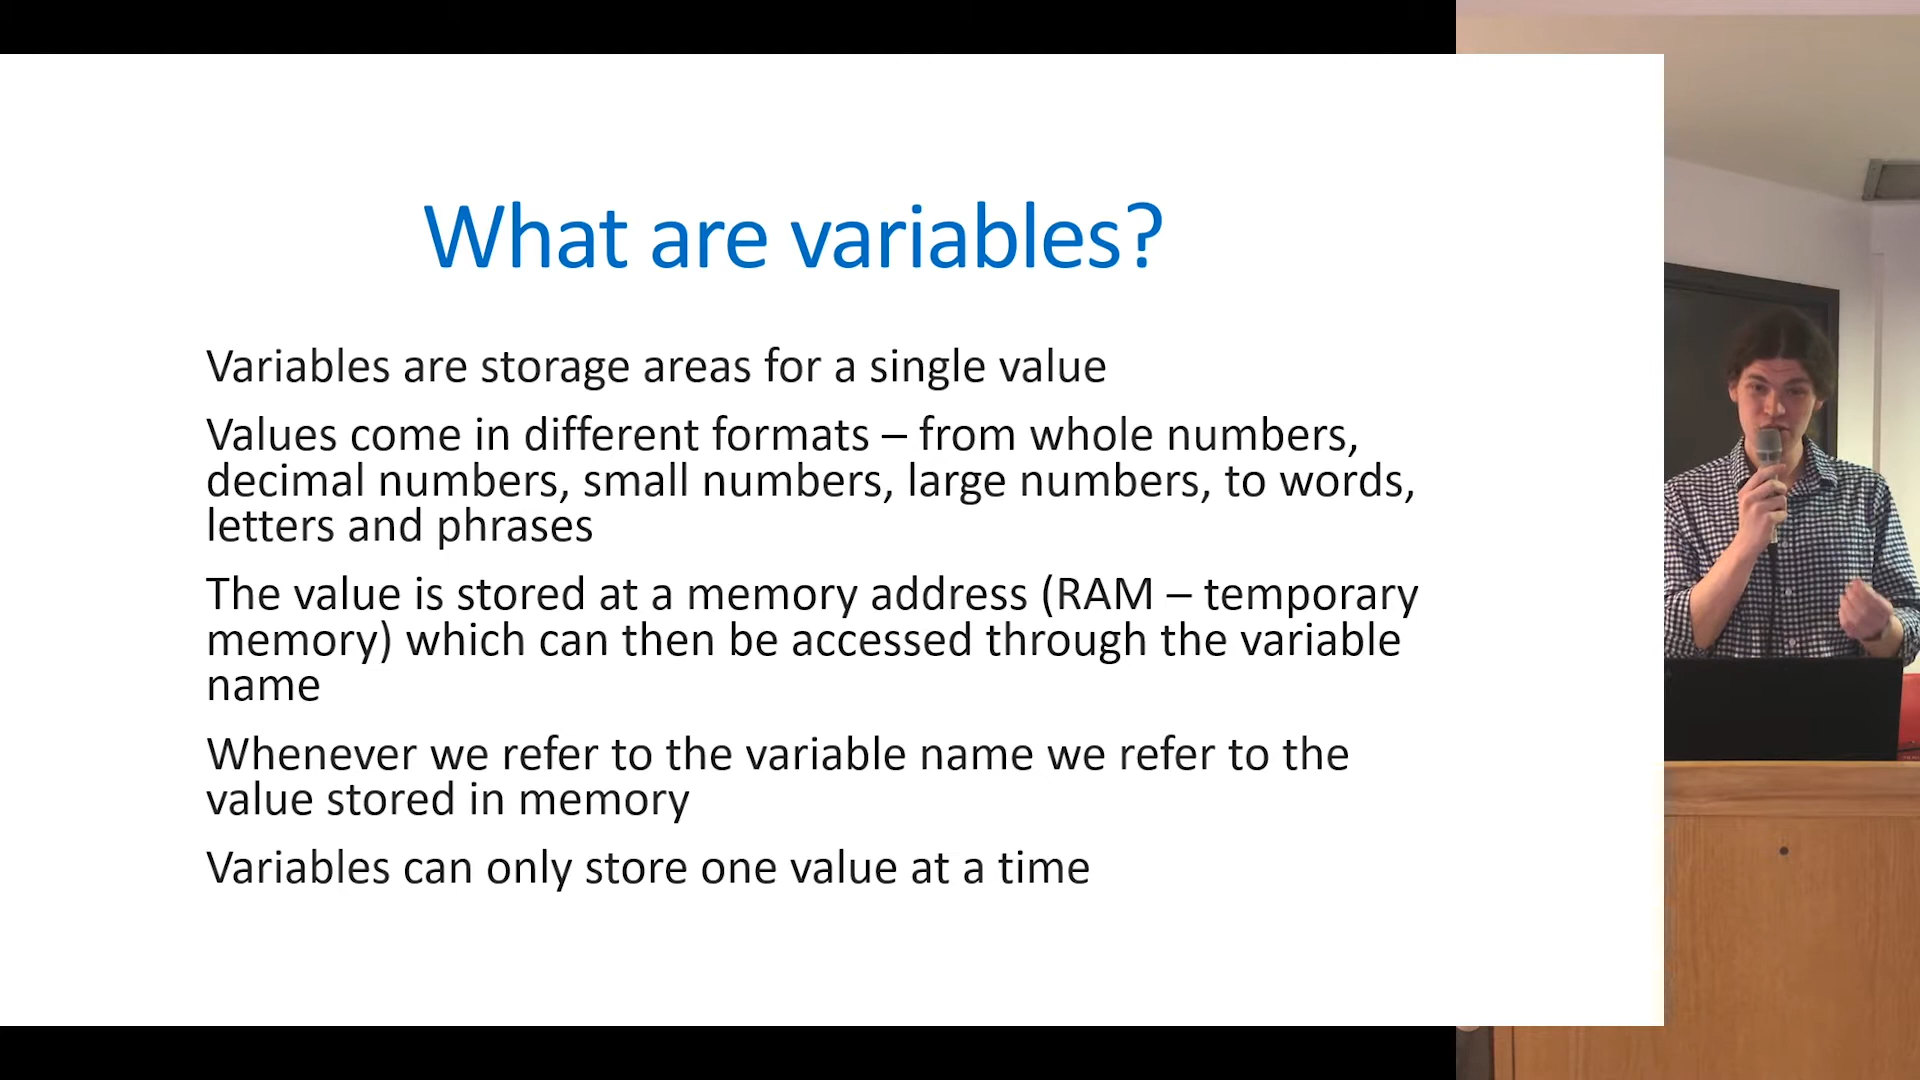 What are variables?
Variables are storage areas for a single value
Values come in different formats – from whole numbers,
decimal numbers, small numbers, large numbers, to words,
letters and phrases
The value is stored at a memory address (RAM – temporary
memory) which can then be accessed through the variable
name
Whenever we refer to the variable name we refer to the
value stored in memory
Variables can only store one value at a time